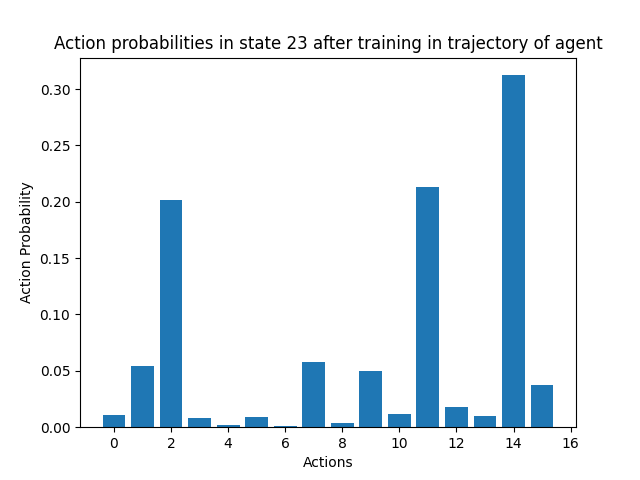 Action probabilities in state 23 after training in trajectory of agent
0.30
0.25
0.20
0.15
0.10
0.05
0.00
Action Probability
0 2 4 6 8 10 12 14 16
Actions